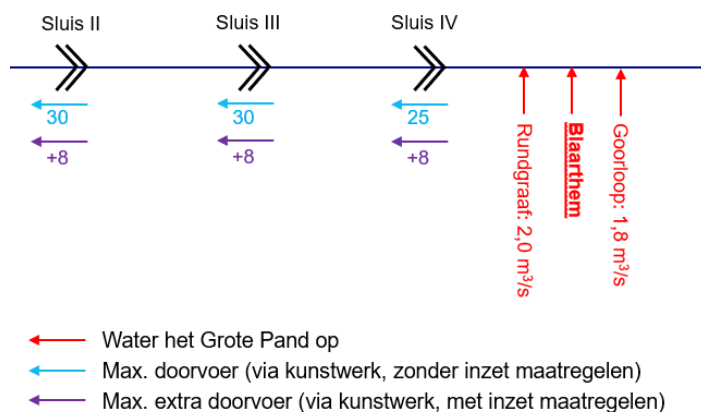 Sluis II
Sluis III
Sluis IV
30
30
25
+8
+8
+8
Rundgraaf: 2,0 m³/s
Blaarthem
Goorloop: 1,8 m³/s
Water het Grote Pand op
Max. doorvoer (via kunstwerk, zonder inzet maatregelen)
Max. extra doorvoer (via kunstwerk, met inzet maatregelen)